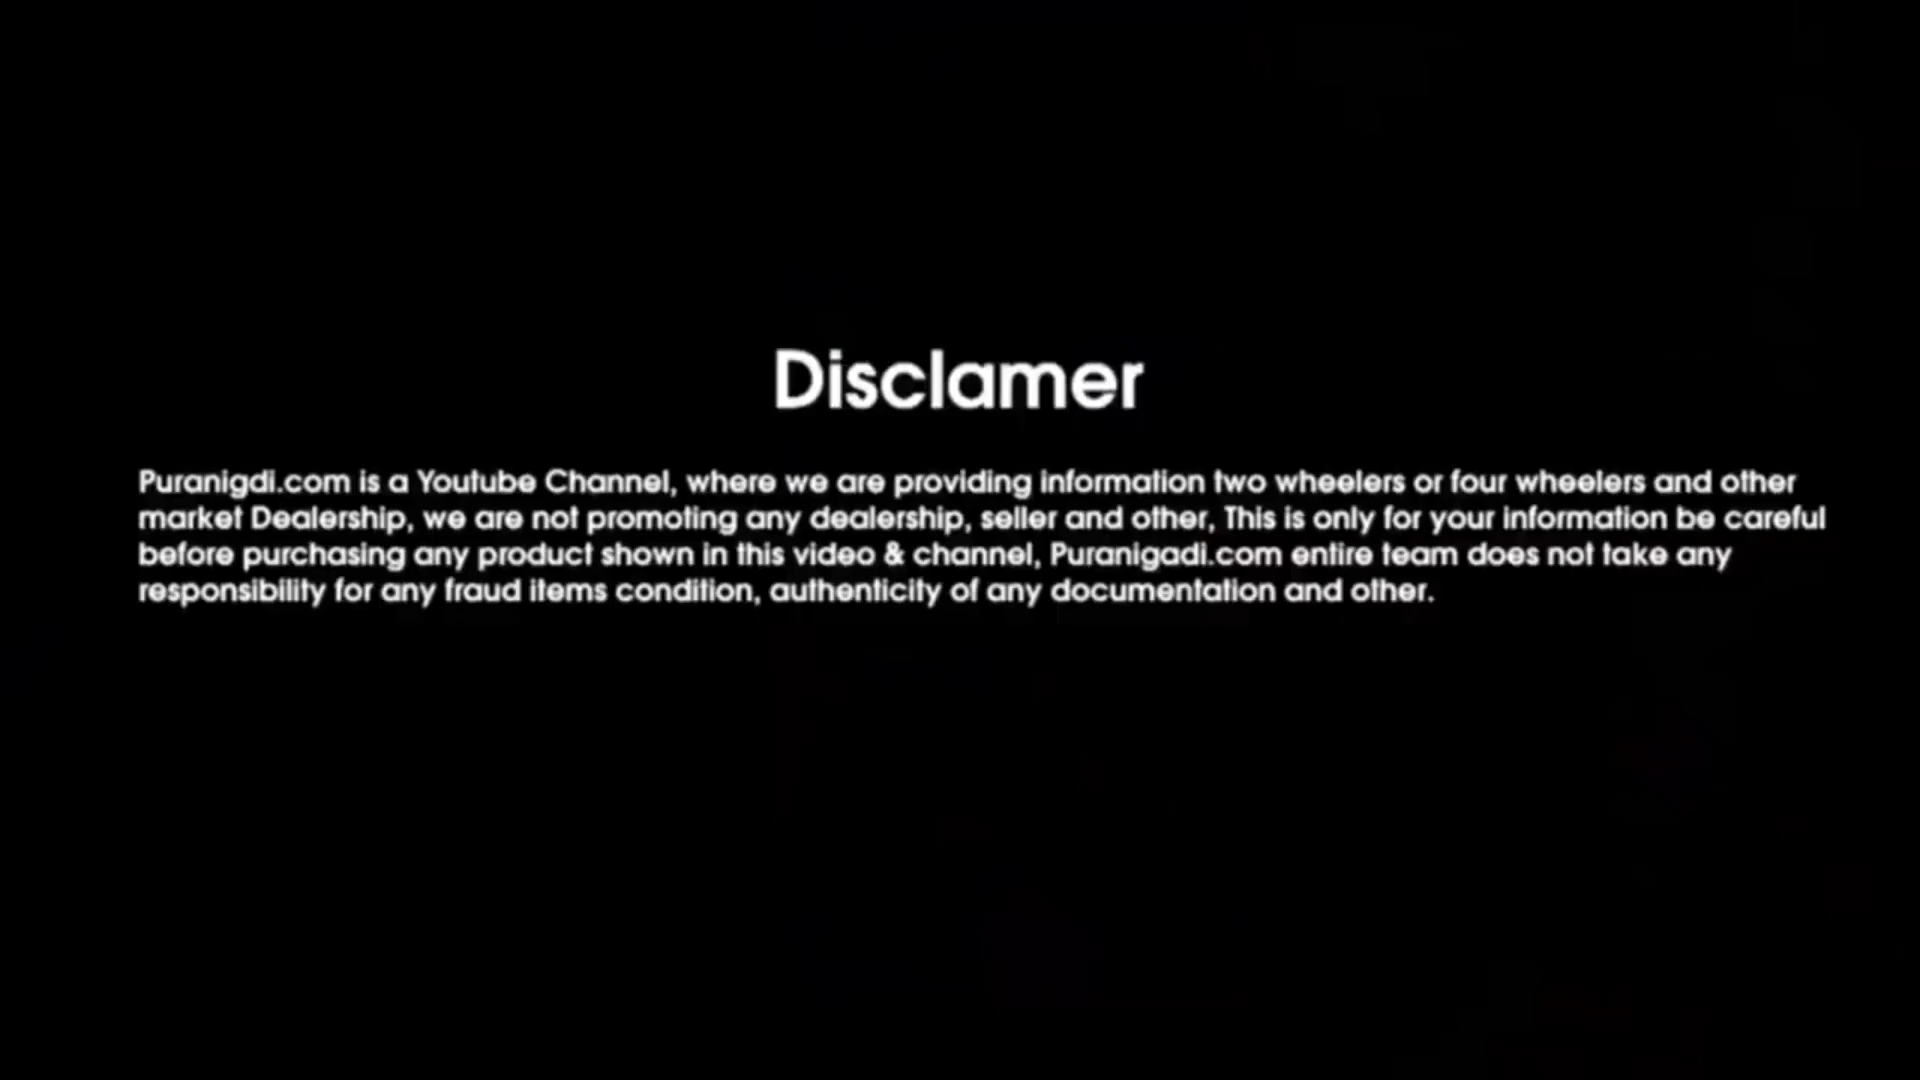 Disclamer
Puranigdi.com is a Youtube Channel, where we are providing information two wheelers or four wheelers and other
market Dealership, we are not promoting any dealership, seller and other, This is only for your information be careful
before purchasing any product shown in this video & channel, Puranigadi.com entire team does not take any
responsibility for any fraud items condition, authenticity of any documentation and other.